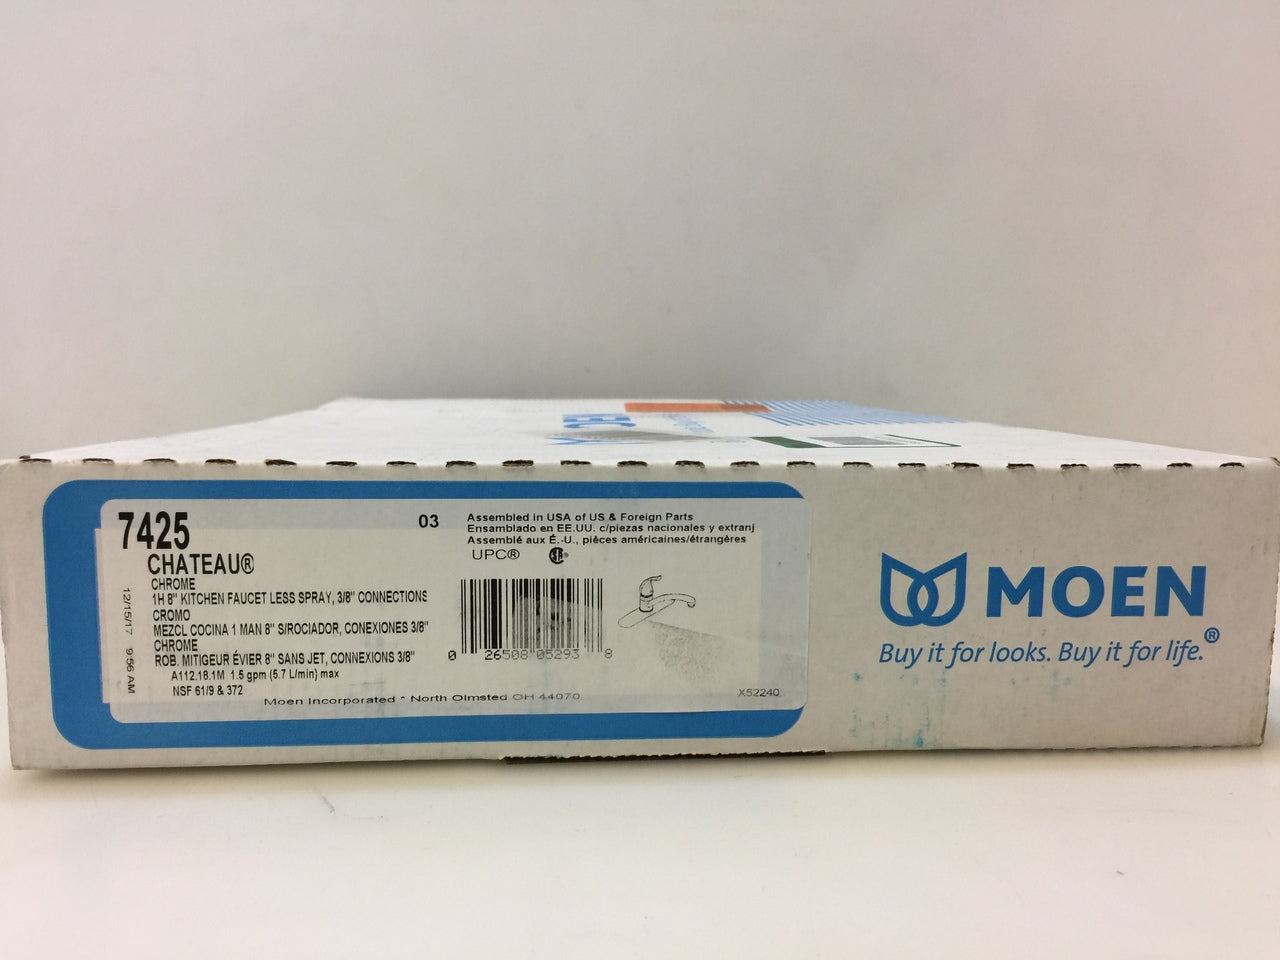 7425
03
CHATEAU®
CHROME
1H 8" KITCHEN FAUCET LESS SPRAY, 3/8" CONNECTIONS
CROMO
MEZCL COCINA 1 MAN 8" S/ROCIADOR, CONEXIONES 3/8"
CHROME
ROB. MITIGEUR ÉVIER 8" SANS JET, CONNEXIONS 3/8"
A112.18.1M 1.5 gpm (5.7 L/min) max
NSF 61/9 & 372
12/15/17 9:56 AM
Assembled in USA of US & Foreign Parts
Ensamblado en EE.UU. c/piezas nacionales y extranj
Assemblé aux É.-U., pièces américaines/étrangères
UPC®
0 26508 05293 8
Moen Incorporated * North Olmsted OH 44070
X52240
MOEN
Buy it for looks. Buy it for life.®